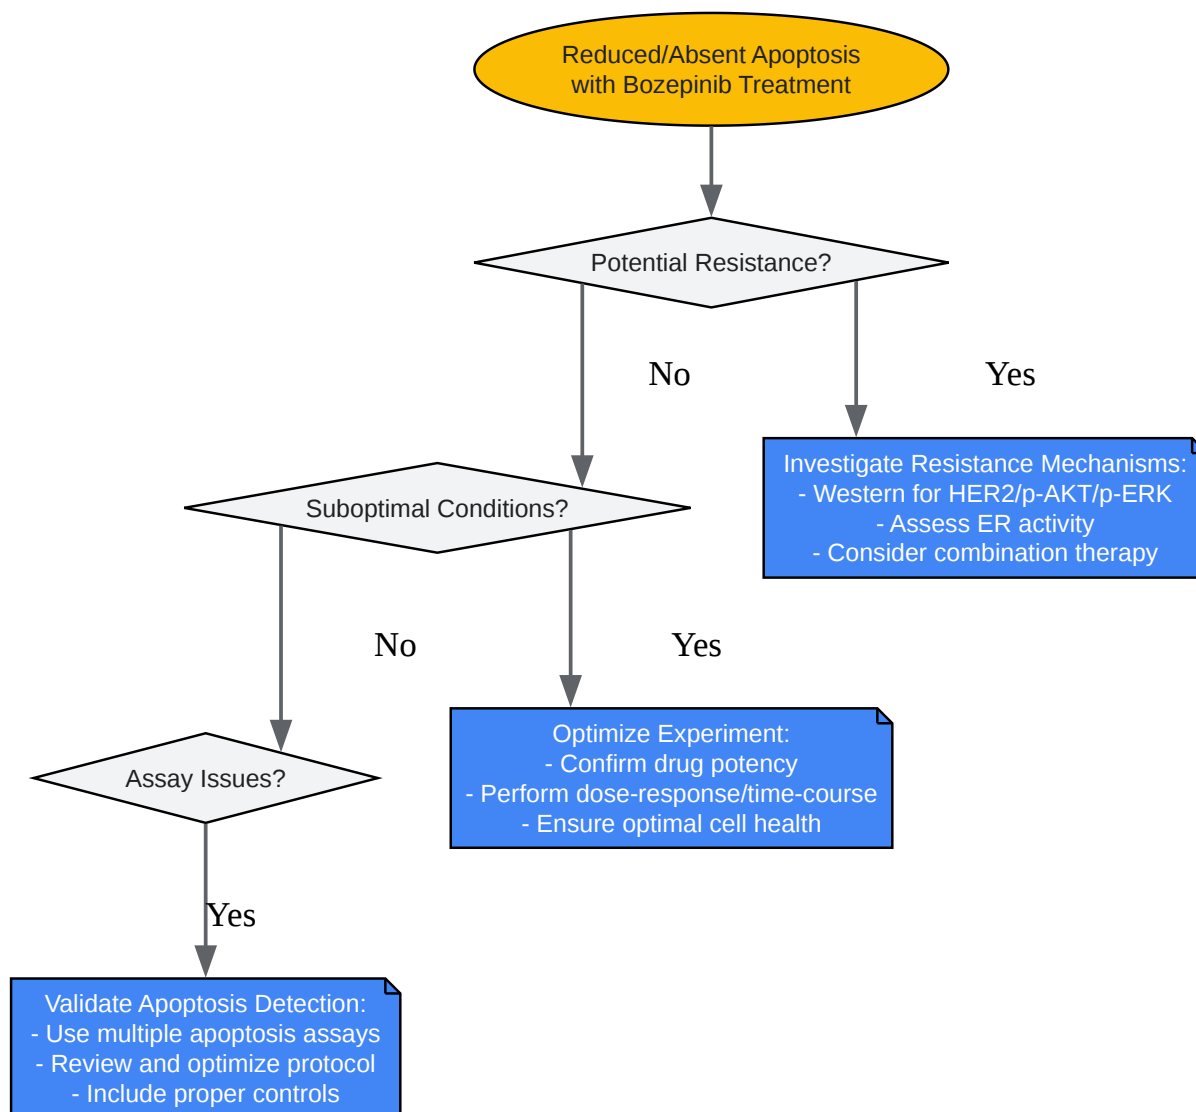 Reduced/Absent Apoptosis
with Bozepinib Treatment
Potential Resistance?
No
Yes
Investigate Resistance Mechanisms:
- Western for HER2/p-AKT/p-ERK
- Assess ER activity
- Consider combination therapy
Suboptimal Conditions?
No
Yes
Optimize Experiment:
- Confirm drug potency
- Perform dose-response/time-course
- Ensure optimal cell health
Assay Issues?
Yes
Validate Apoptosis Detection:
- Use multiple apoptosis assays
- Review and optimize protocol
- Include proper controls